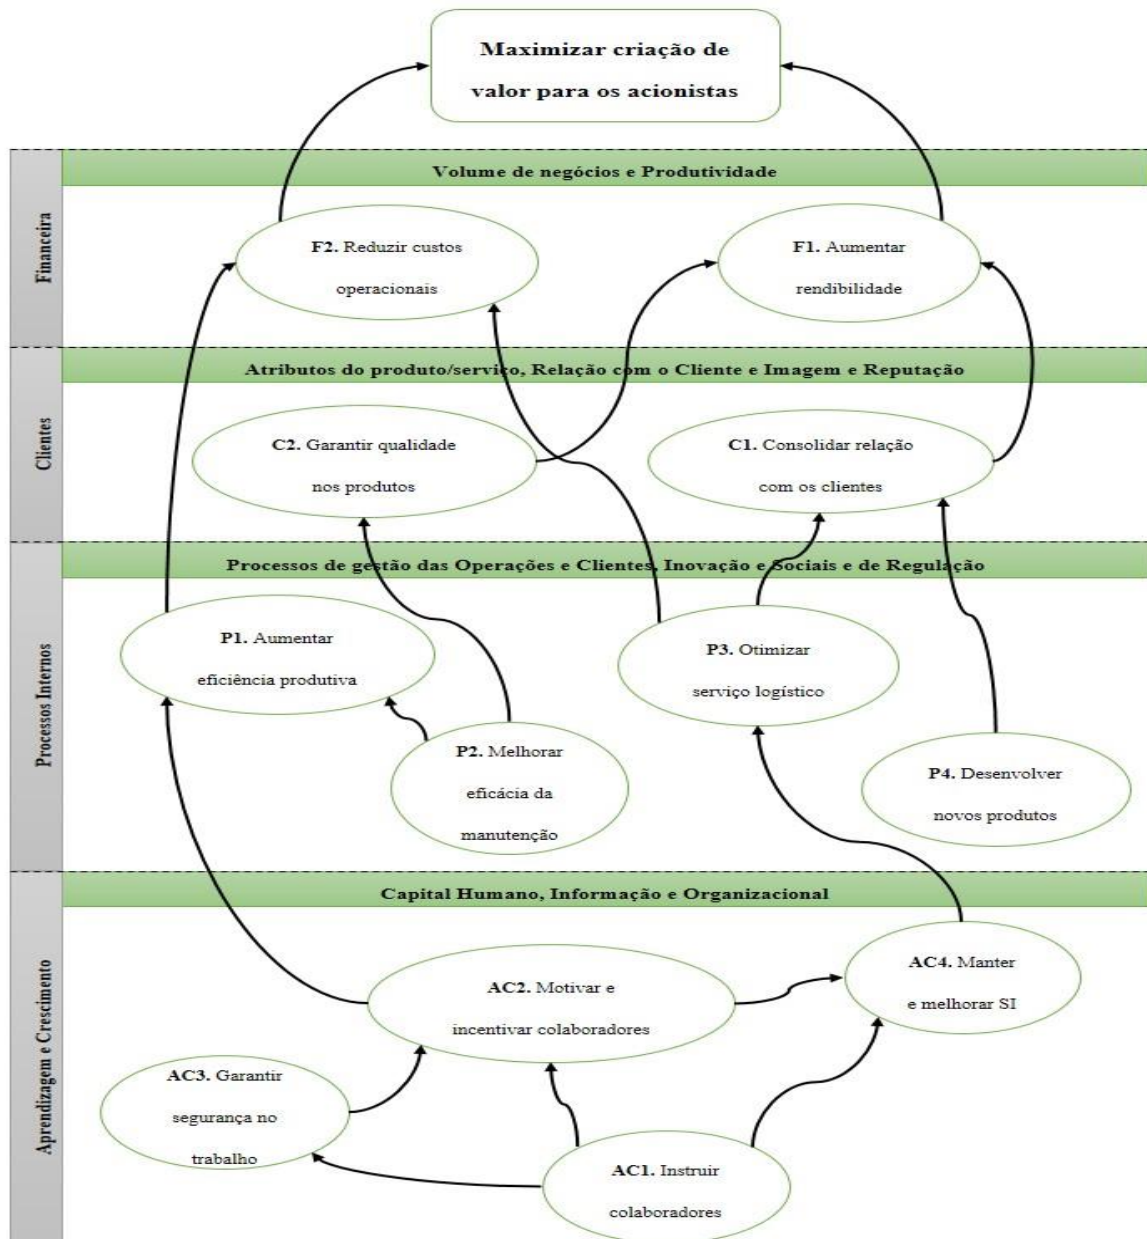 Maximizar criação de
valor para os acionistas
Volume de negócios e Produtividade
Financeira
F2. Reduzir custos
operacionais
F1. Aumentar
rendibilidade
Atributos do produto/serviço, Relação com o Cliente e Imagem e Reputação
Clientes
C2. Garantir qualidade
nos produtos
C1. Consolidar relação
com os clientes
Processos de gestão das Operações e Clientes, Inovação e Sociais e de Regulação
Processos Internos
P1. Aumentar
eficiência produtiva
P3. Otimizar
serviço logístico
P2. Melhorar
eficácia da
manutenção
P4. Desenvolver
novos produtos
Capital Humano, Informação e Organizacional
Aprendizagem e Crescimento
AC2. Motivar e
incentivar colaboradores
AC4. Manter
e melhorar SI
AC3. Garantir
segurança no
trabalho
AC1. Instruir
colaboradores